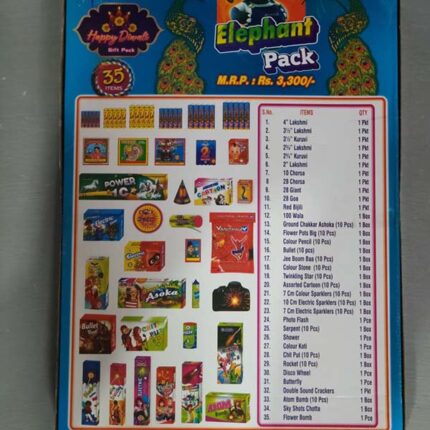 Happy Diwali
Gift Pack
35
ITEMS
Elephant
Pack
M.R.P. : Rs. 3,300/-
S.No. ITEMS QTY
1. 4" Lakshmi 1 Pkt
2. 3½" Lakshmi 1 Pkt
3. 3½" Kuruvi 1 Pkt
4. 2¾" Lakshmi 1 Pkt
5. 2¾" Kuruvi 1 Pkt
6. 2" Lakshmi 1 Pkt
7. 10 Chorsa 1 Pkt
8. 28 Chorsa 1 Pkt
9. 28 Giant 1 Pkt
10. 28 Goa 1 Pkt
11. Red Bijili 1 Pkt
12. 100 Wala 1 Box
13. Ground Chakkar Ashoka (10 Pcs) 1 Box
14. Flower Pots Big (10 Pcs) 1 Box
15. Colour Pencil (10 Pcs) 1 Box
16. Bullet (10 pcs) 1 Box
17. Jee Boom Baa (10 Pcs) 1 Box
18. Colour Stone (10 Pcs) 1 Box
19. Twinkling Star (10 Pcs) 1 Box
20. Assorted Cartoon (10 Pcs) 1 Box
21. 7 Cm Colour Sparklers (10 Pcs) 1 Box
22. 10 Cm Electric Sparklers (10 Pcs) 1 Box
23. 7 Cm Electric Sparklers (10 Pcs) 1 Box
24. Photo Flash 1 Pce
25. Serpent (10 Pcs) 1 Box
26. Shower 1 Pce
27. Colour Koti 1 Pce
28. Chit Put (10 Pcs) 1 Box
29. Rocket (10 Pcs) 1 Box
30. Disco Wheel 1 Pce
31. Butterfly 1 Pce
32. Double Sound Crackers 1 Pkt
33. Atom Bomb (10 Pcs) 1 Box
34. Sky Shots Chotta 1 Box
35. Flower Bomb 1 Pce
POWER
CARTOON
Asoka
Bullet
CHIT
PUT